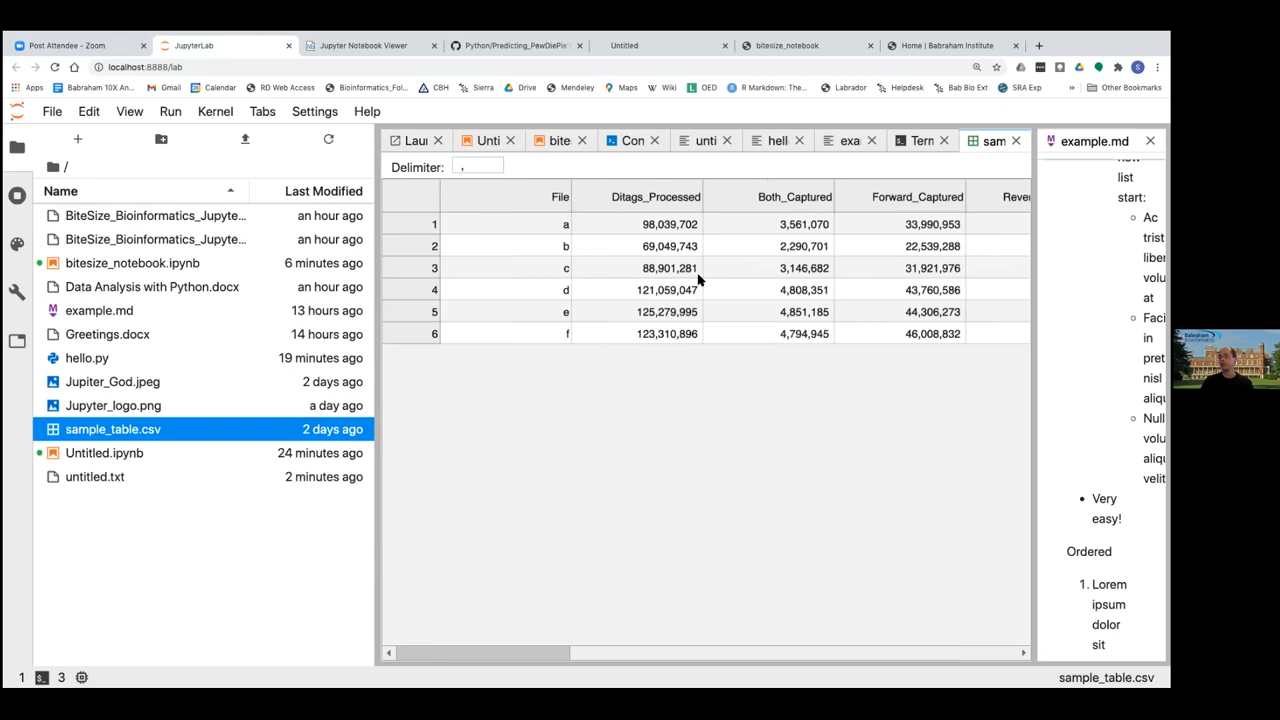 Post Attendee - Zoom
JupyterLab
Jupyter Notebook Viewer
Python/Predicting_PewDiePie'
Untitled
bitesize_notebook
Home | Babraham Institute
localhost:8888/lab
Apps
Babraham 10X An...
Gmail
Calendar
RD Web Access
Bioinformatics_Fol...
CBH
Sierra
Drive
Mendeley
Maps
Wiki
OED
R Markdown: The...
Labrador
Helpdesk
Bab Bio Ext
SRA Exp
»
Other Bookmarks
File Edit View Run Kernel Tabs Settings Help
/
Name Last Modified
BiteSize_Bioinformatics_Jupyte... an hour ago
BiteSize_Bioinformatics_Jupyte... an hour ago
bitesize_notebook.ipynb 6 minutes ago
Data Analysis with Python.docx an hour ago
example.md 13 hours ago
Greetings.docx 14 hours ago
hello.py 19 minutes ago
Jupiter_God.jpeg 2 days ago
Jupyter_logo.png a day ago
sample_table.csv 2 days ago
Untitled.ipynb 24 minutes ago
untitled.txt 2 minutes ago
Lau
Unti
bite
Con
unti
hell
exa
Term
sam
Delimiter: ,
File Ditags_Processed Both_Captured Forward_Captured Reve
1 a 98,039,702 3,561,070 33,990,953
2 b 69,049,743 2,290,701 22,539,288
3 c 88,901,281 3,146,682 31,921,976
4 d 121,059,047 4,808,351 43,760,586
5 e 125,279,995 4,851,185 44,306,273
6 f 123,310,896 4,794,945 46,008,832
example.md
list
start:
Ac
trist
liber
volu
at
Faci
in
pret
nisl
aliqu
Null
volu
aliqu
velit
Very
easy!
Ordered
1. Lorem
ipsum
dolor
sit
1 3
sample_table.csv
Babraham
Bioinformatics